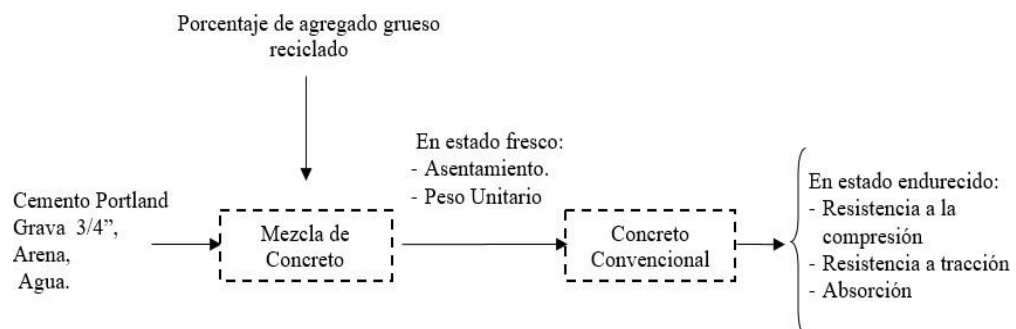 Porcentaje de agregado grueso
reciclado
En estado fresco:
- Asentamiento.
- Peso Unitario
Cemento Portland
Grava 3/4”,
Arena,
Agua.
Mezcla de
Concreto
Concreto
Convencional
En estado endurecido:
- Resistencia a la
compresión
- Resistencia a tracción
- Absorción